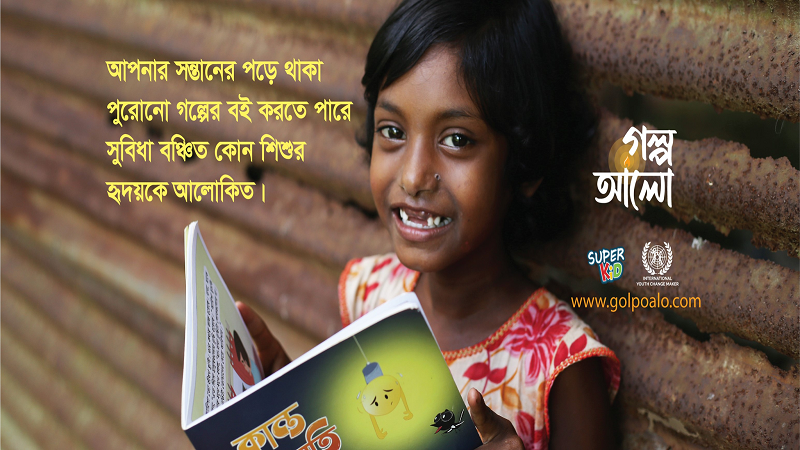 আপনার সন্তানের পড়ে থাকা
পুরোনো গল্পের বই করতে পারে
সুবিধা বঞ্চিত কোন শিশুর
হৃদয়কে আলোকিত।
গল্প
আলো
SUPER
KID
INTERNATIONAL
YOUTH CHANGE MAKER
www.golpoalo.com
ক্লান্ত